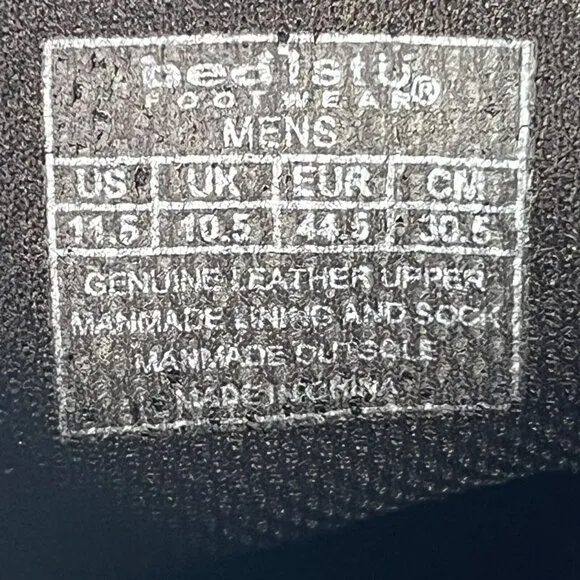 bed|stü®
FOOTWEAR
MENS
US UK EUR CM
11.5 10.5 44.5 30.5
GENUINE LEATHER UPPER
MANMADE LINING AND SOCK
MANMADE OUTSOLE
MADE IN CHINA